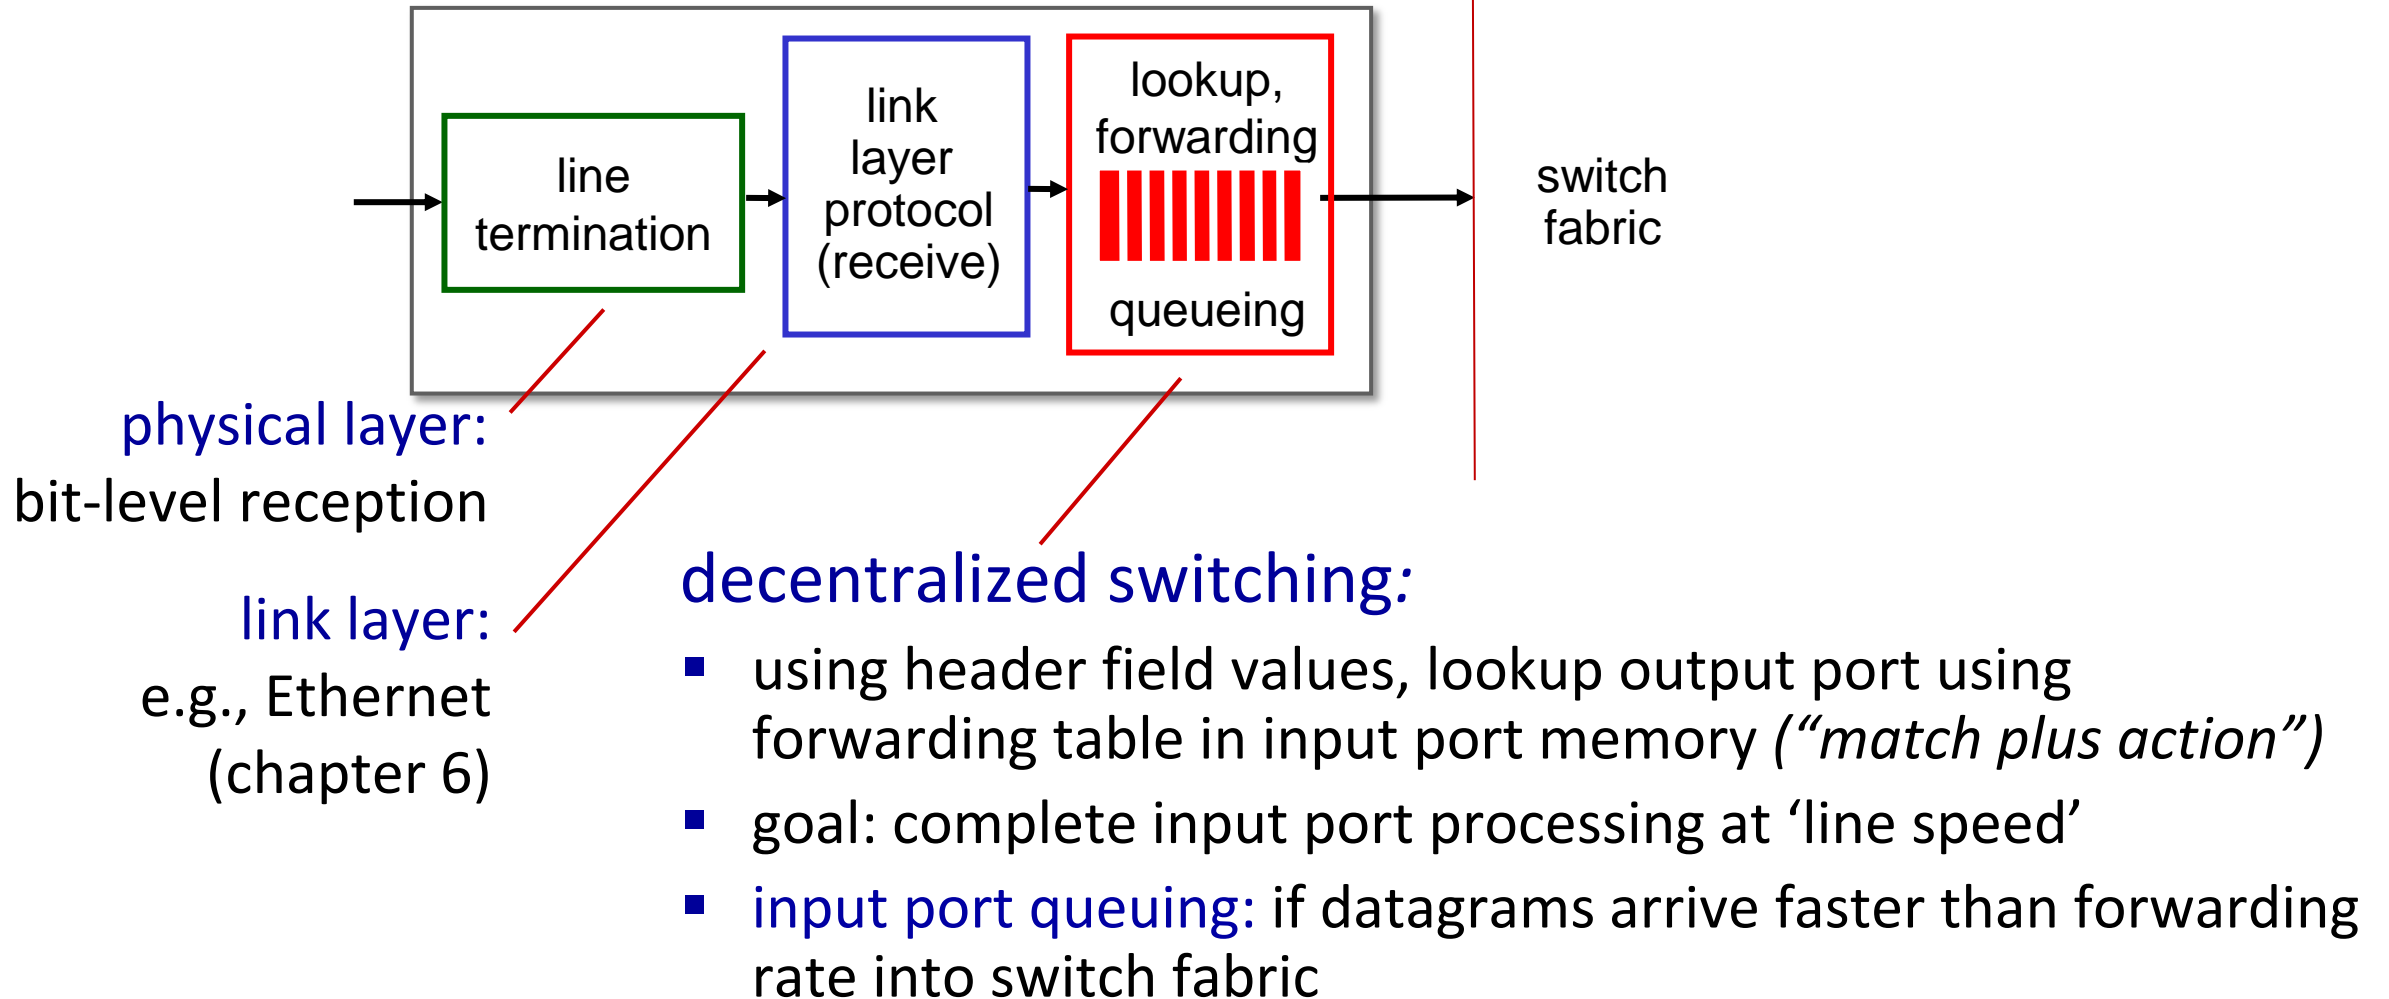 line
termination
link
layer
protocol
(receive)
lookup,
forwarding
queueing
switch
fabric
physical layer:
bit-level reception
link layer:
e.g., Ethernet
(chapter 6)
decentralized switching:
using header field values, lookup output port using
forwarding table in input port memory (“match plus action”)
goal: complete input port processing at ‘line speed’
input port queuing: if datagrams arrive faster than forwarding
rate into switch fabric